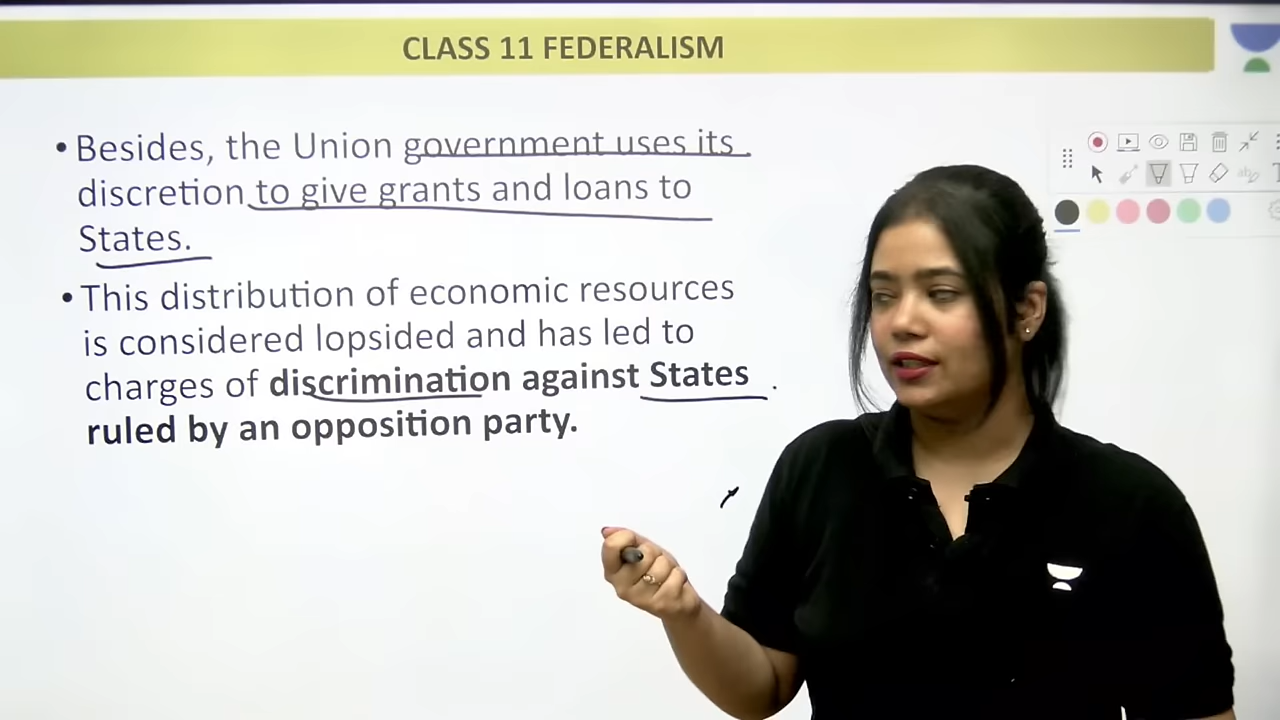 CLASS 11 FEDERALISM
• Besides, the Union government uses its
discretion to give grants and loans to
States.
• This distribution of economic resources
is considered lopsided and has led to
charges of discrimination against States
ruled by an opposition party.